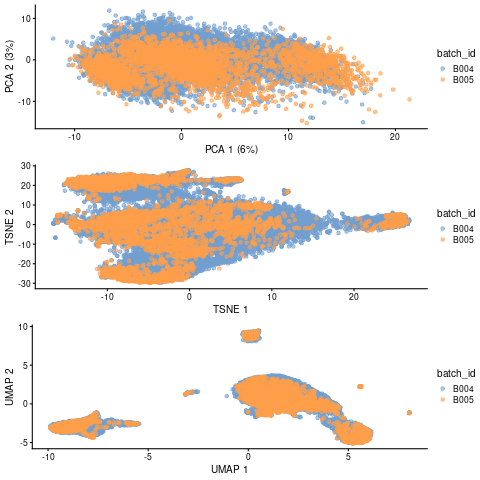 10
0
-10
PCA 2 (3%)
-10
0
10
20
PCA 1 (6%)
batch_id
B004
B005
30
20
10
0
-10
-20
-30
TSNE 2
-10
0
10
20
TSNE 1
batch_id
B004
B005
10
5
0
-5
UMAP 2
-10
-5
0
5
UMAP 1
batch_id
B004
B005